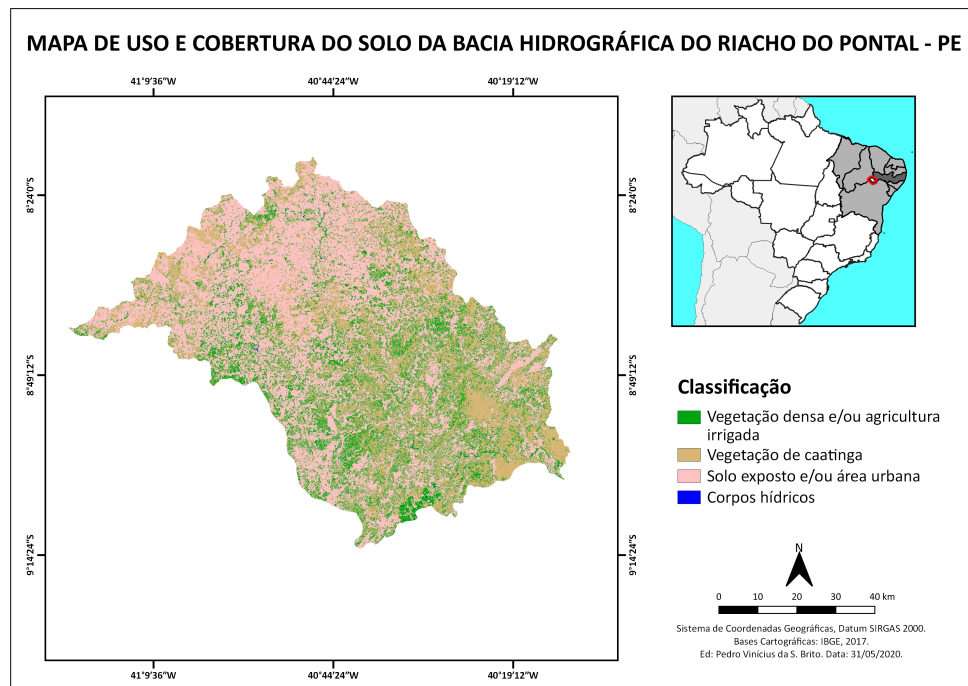 MAPA DE USO E COBERTURA DO SOLO DA BACIA HIDROGRÁFICA DO RIACHO DO PONTAL - PE
41°9'36"W
40°44'24"W
40°19'12"W
8°24'0"S
8°24'0"S
8°49'12"S
8°49'12"S
9°14'24"S
9°14'24"S
41°9'36"W
40°44'24"W
40°19'12"W
Classificação
Vegetação densa e/ou agricultura
irrigada
Vegetação de caatinga
Solo exposto e/ou área urbana
Corpos hídricos
N
0 10 20 30 40 km
Sistema de Coordenadas Geográficas, Datum SIRGAS 2000.
Bases Cartográficas: IBGE, 2017.
Ed: Pedro Vinícius da S. Brito. Data: 31/05/2020.